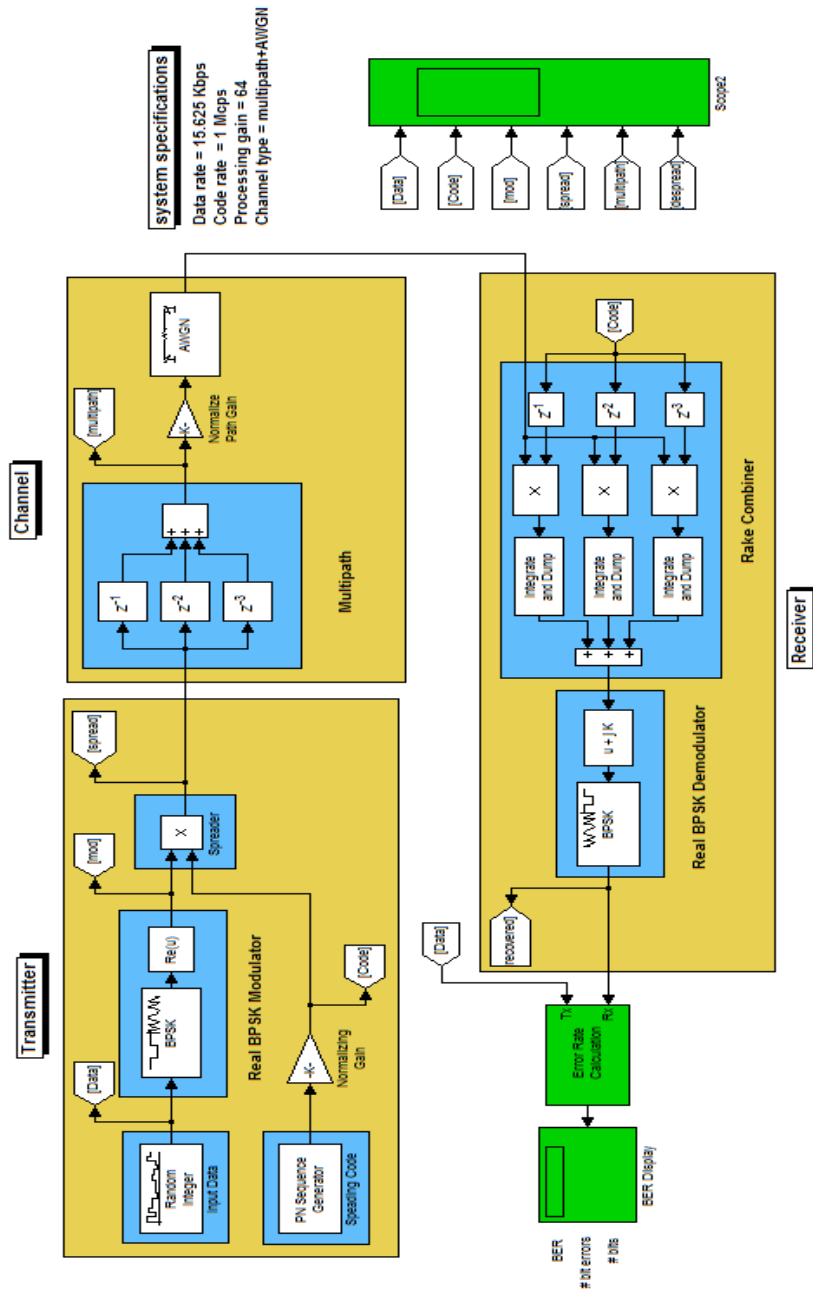 Transmitter
[Data]
[mod]
[spread]
Random
Integer
Input Data
BPSK
Re(u)
Real BPSK Modulator
X
Spreader
PN Sequence
Generator
Speading Code
-K-
Normalizing
Gain
[Code]
Channel
[multipath]
z-1
z-2
z-3
+
+
+
Multipath
-K-
Normalize
Path Gain
AWGN
system specifications
Data rate = 15.625 Kbps
Code rate = 1 Mcps
Processing gain = 64
Channel type = multipath+AWGN
[Data]
[Code]
[mod]
[spread]
[multipath]
[despread]
Scope2
BER
# bit errors
# bits
BER Display
Error Rate
Calculation
Tx
Rx
[Data]
[recovered]
BPSK
u + jK
Real BPSK Demodulator
+
+
+
Integrate
and Dump
Integrate
and Dump
Integrate
and Dump
X
X
X
z-1
z-2
z-3
[Code]
Rake Combiner
Receiver